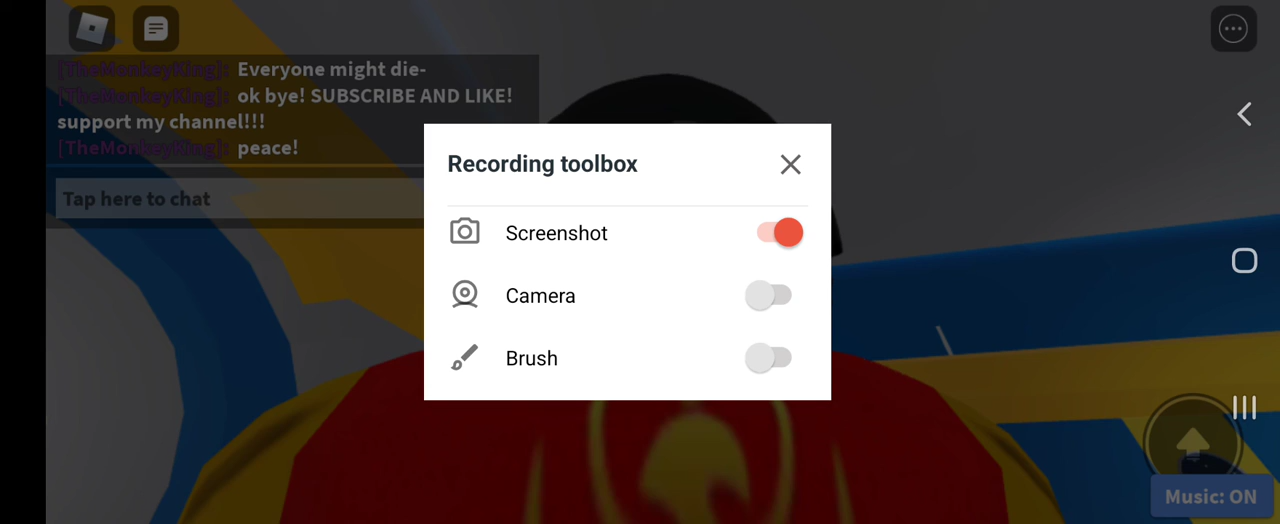 [TheMonkeyKing]: Everyone might die-
[TheMonkeyKing]: ok bye! SUBSCRIBE AND LIKE!
support my channel!!!
[TheMonkeyKing]: peace!
Tap here to chat
Recording toolbox
Screenshot
Camera
Brush
Music: ON